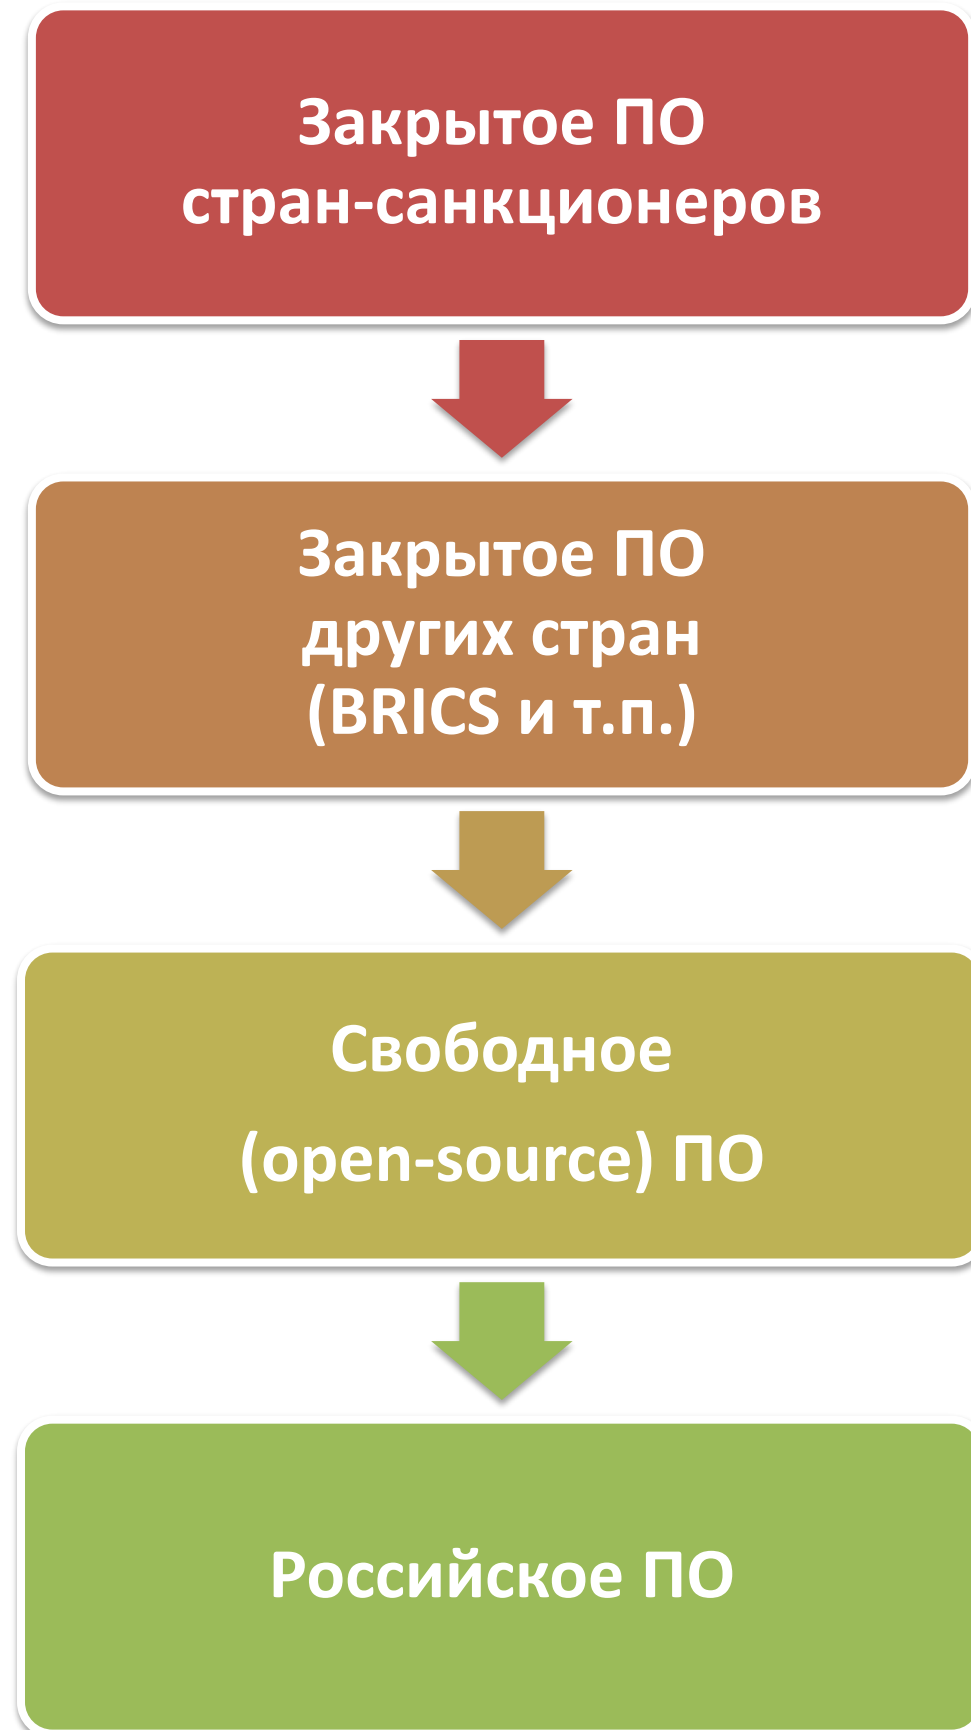 Закрытое ПО
стран-санкционеров
Закрытое ПО
других стран
(BRICS и т.п.)
Свободное
(open-source) ПО
Российское ПО